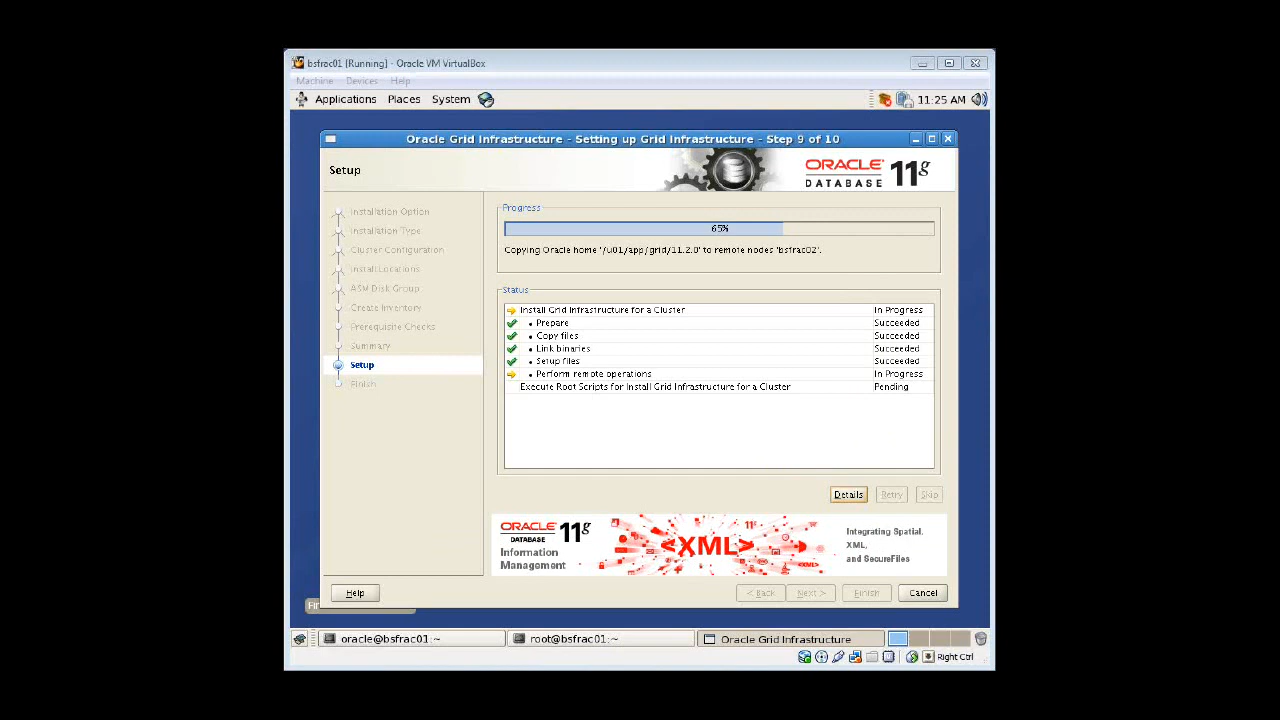 bsfrac01 [Running] - Oracle VM VirtualBox
Machine Devices Help
Applications Places System 11:25 AM
Oracle Grid Infrastructure - Setting up Grid Infrastructure - Step 9 of 10
Setup
ORACLE
DATABASE 11g
Installation Option
Installation Type
Cluster Configuration
Install Locations
ASM Disk Group
Create Inventory
Prerequisite Checks
Summary
Setup
Finish
Progress
65%
Copying Oracle home '/u01/app/grid/11.2.0' to remote nodes 'bsfrac02'.
Status
Install Grid Infrastructure for a Cluster In Progress
• Prepare Succeeded
• Copy files Succeeded
• Link binaries Succeeded
• Setup files Succeeded
• Perform remote operations In Progress
Execute Root Scripts for Install Grid Infrastructure for a Cluster Pending
Details Retry Skip
ORACLE
DATABASE 11g
Information
Management
<XML>
11g
<XML>
Integrating Spatial,
XML,
and SecureFiles
Help < Back Next > Finish Cancel
oracle@bsfrac01:~ root@bsfrac01:~ Oracle Grid Infrastructure
Right Ctrl